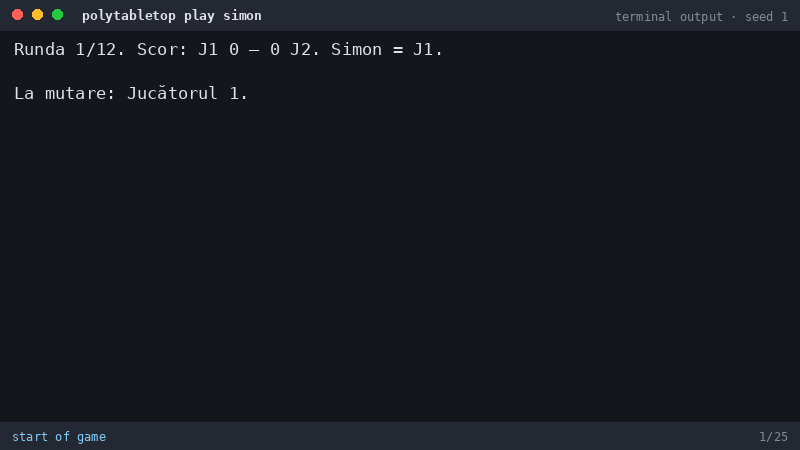 polytabletop play simon
terminal output · seed 1
Runda 1/12. Scor: J1 0 — 0 J2. Simon = J1.
La mutare: Jucătorul 1.
start of game
1/25